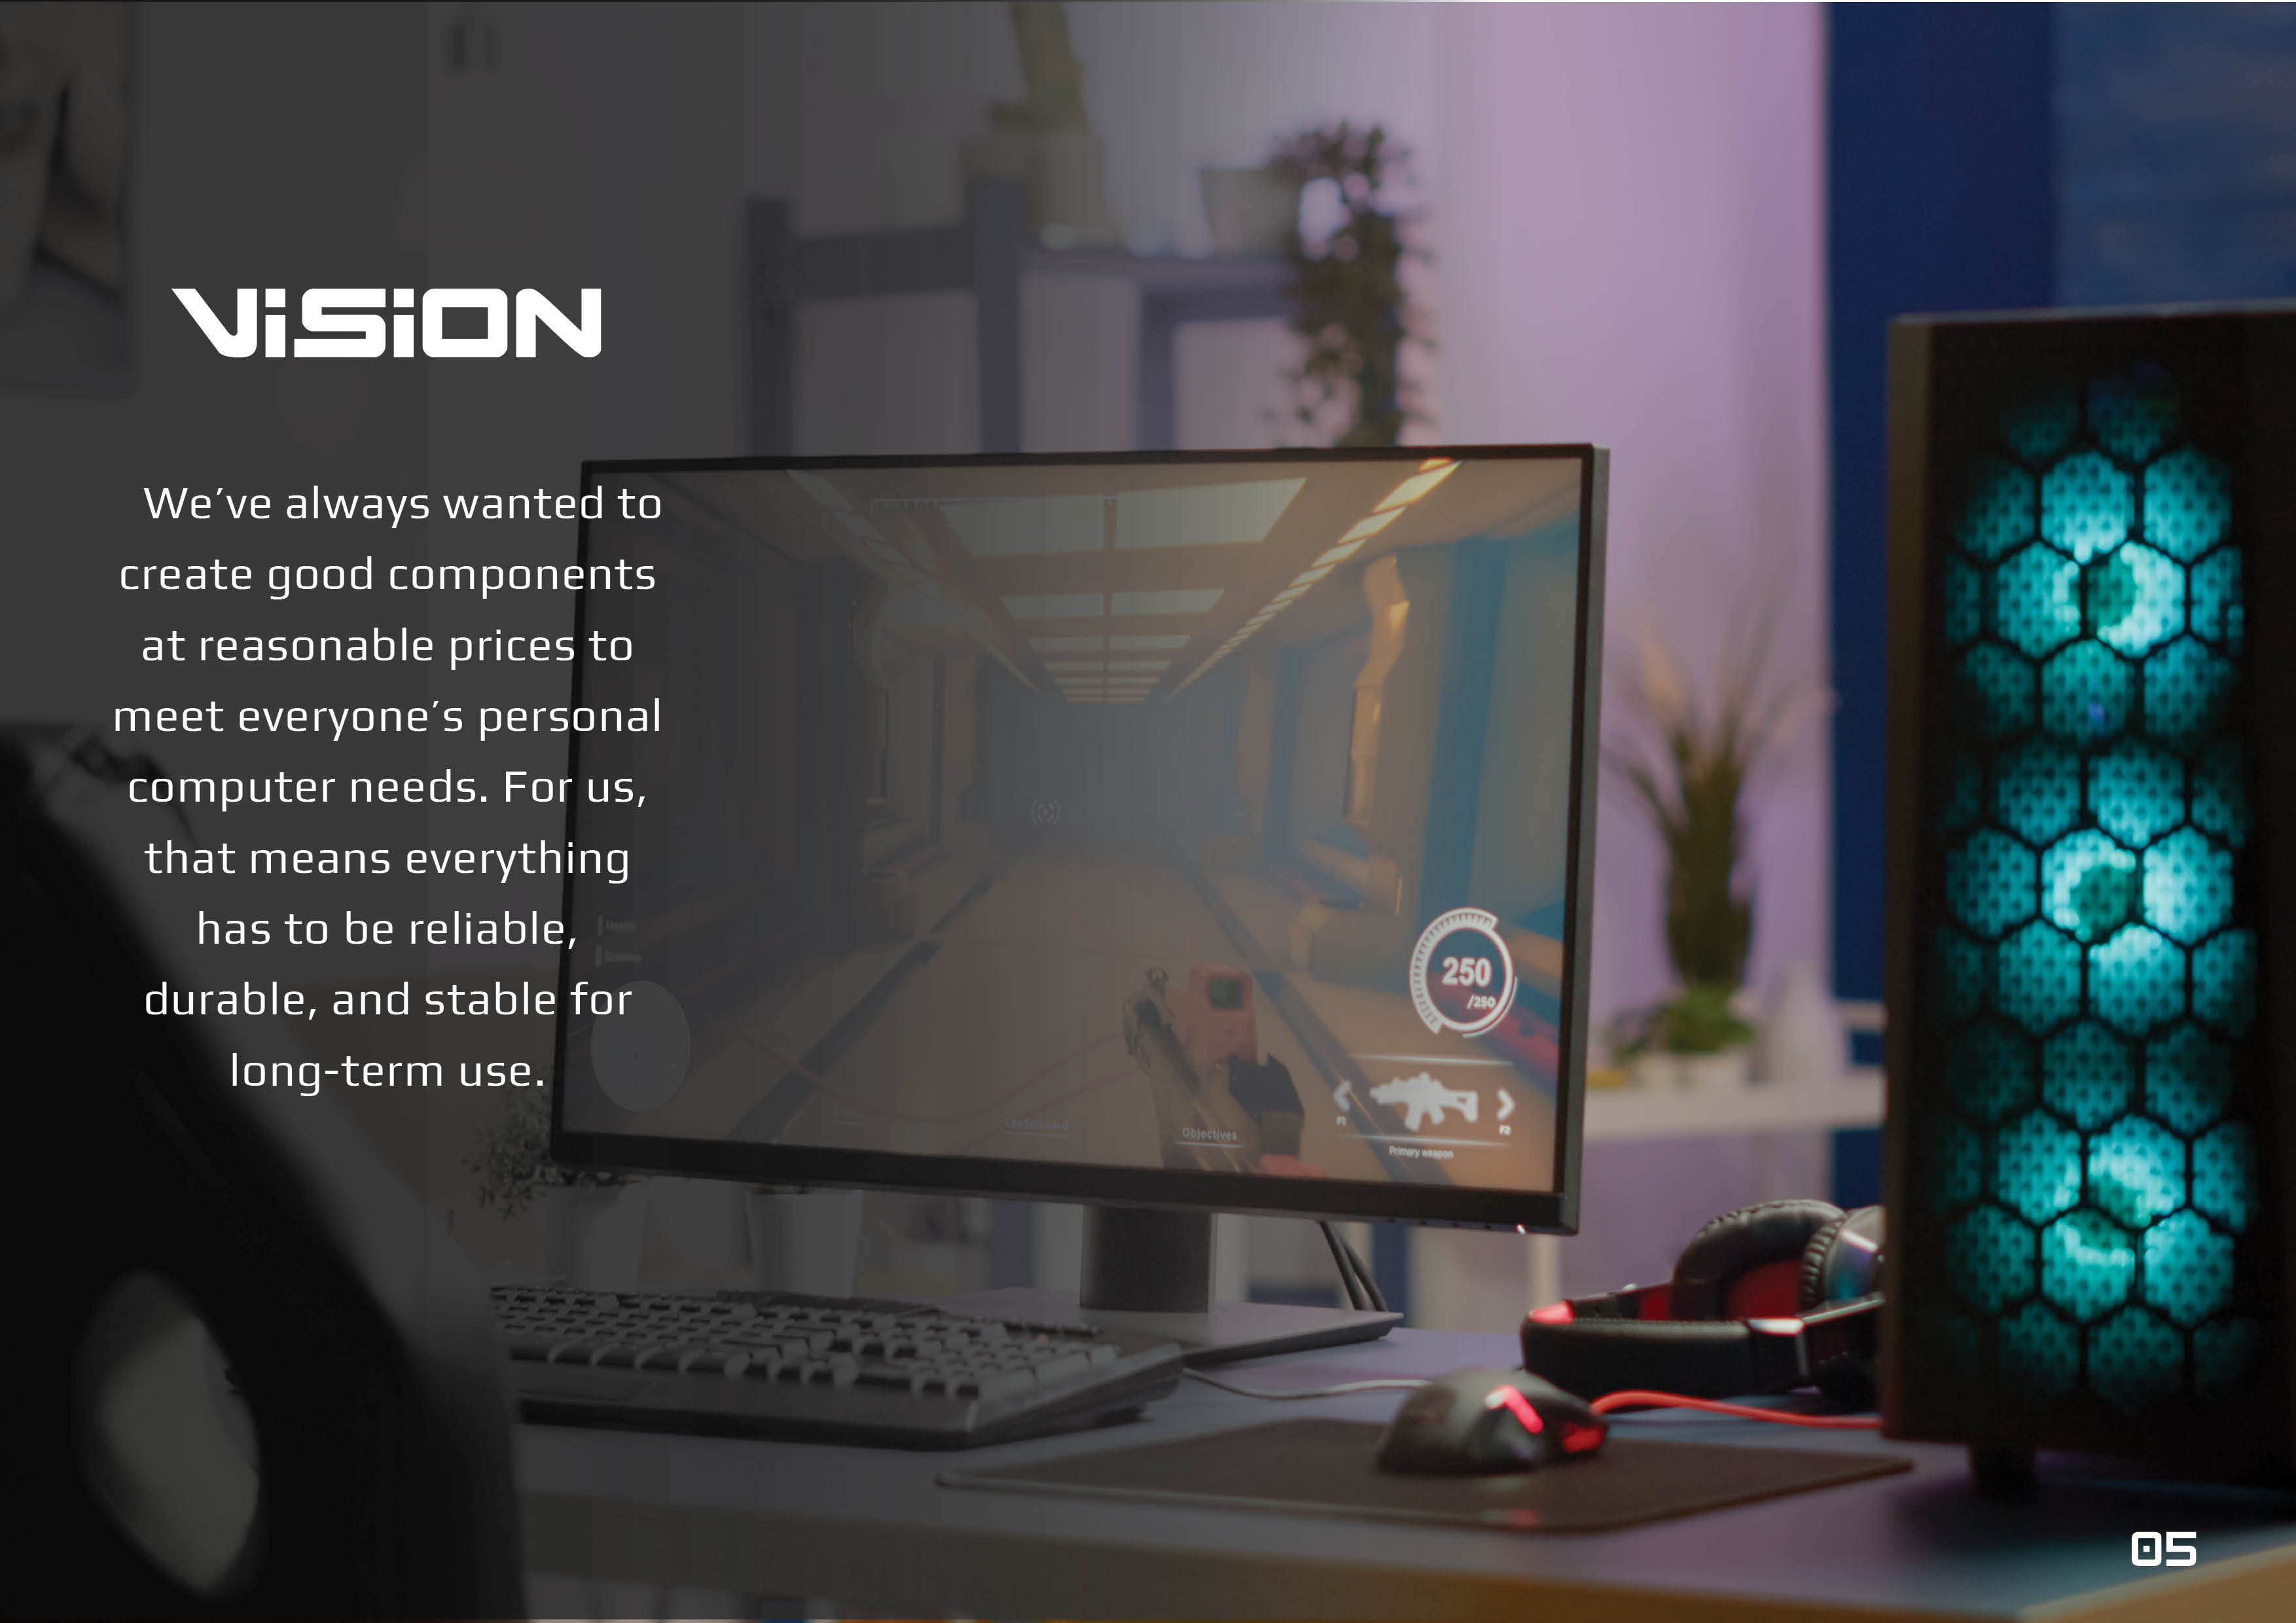 ViSiON
We’ve always wanted to
create good components
at reasonable prices to
meet everyone’s personal
computer needs. For us,
that means everything
has to be reliable,
durable, and stable for
long-term use.
Health
250
/250
F1
F2
Leaderboard
Objectives
Primary weapon
05